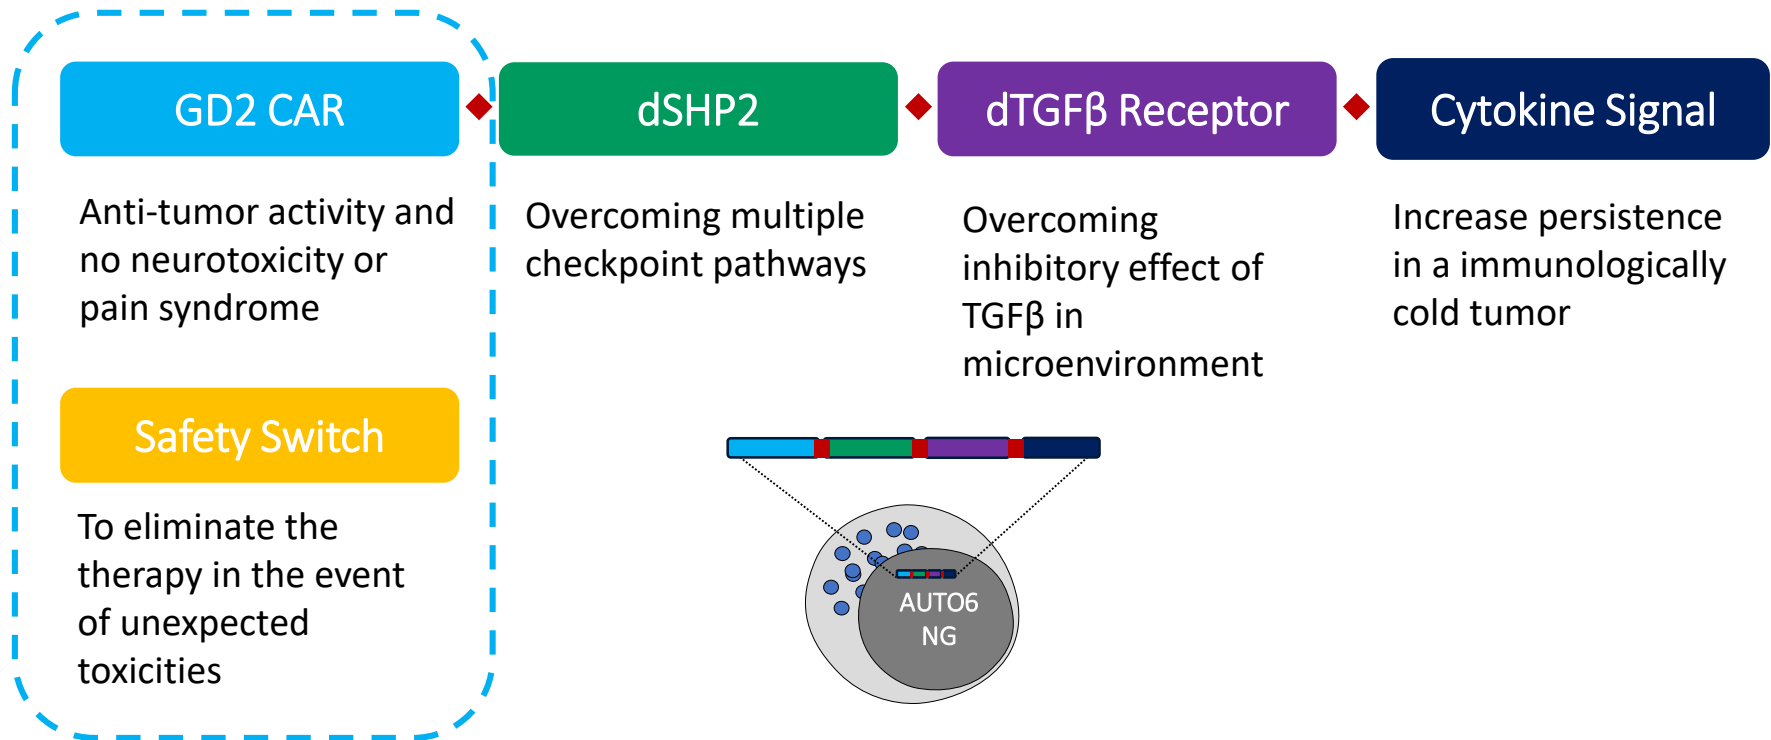 GD2 CAR
Anti-tumor activity and
no neurotoxicity or
pain syndrome
Safety Switch
To eliminate the
therapy in the event
of unexpected
toxicities
dSHP2
Overcoming multiple
checkpoint pathways
dTGFβ Receptor
Overcoming
inhibitory effect of
TGFβ in
microenvironment
Cytokine Signal
Increase persistence
in a immunologically
cold tumor
AUTO6
NG